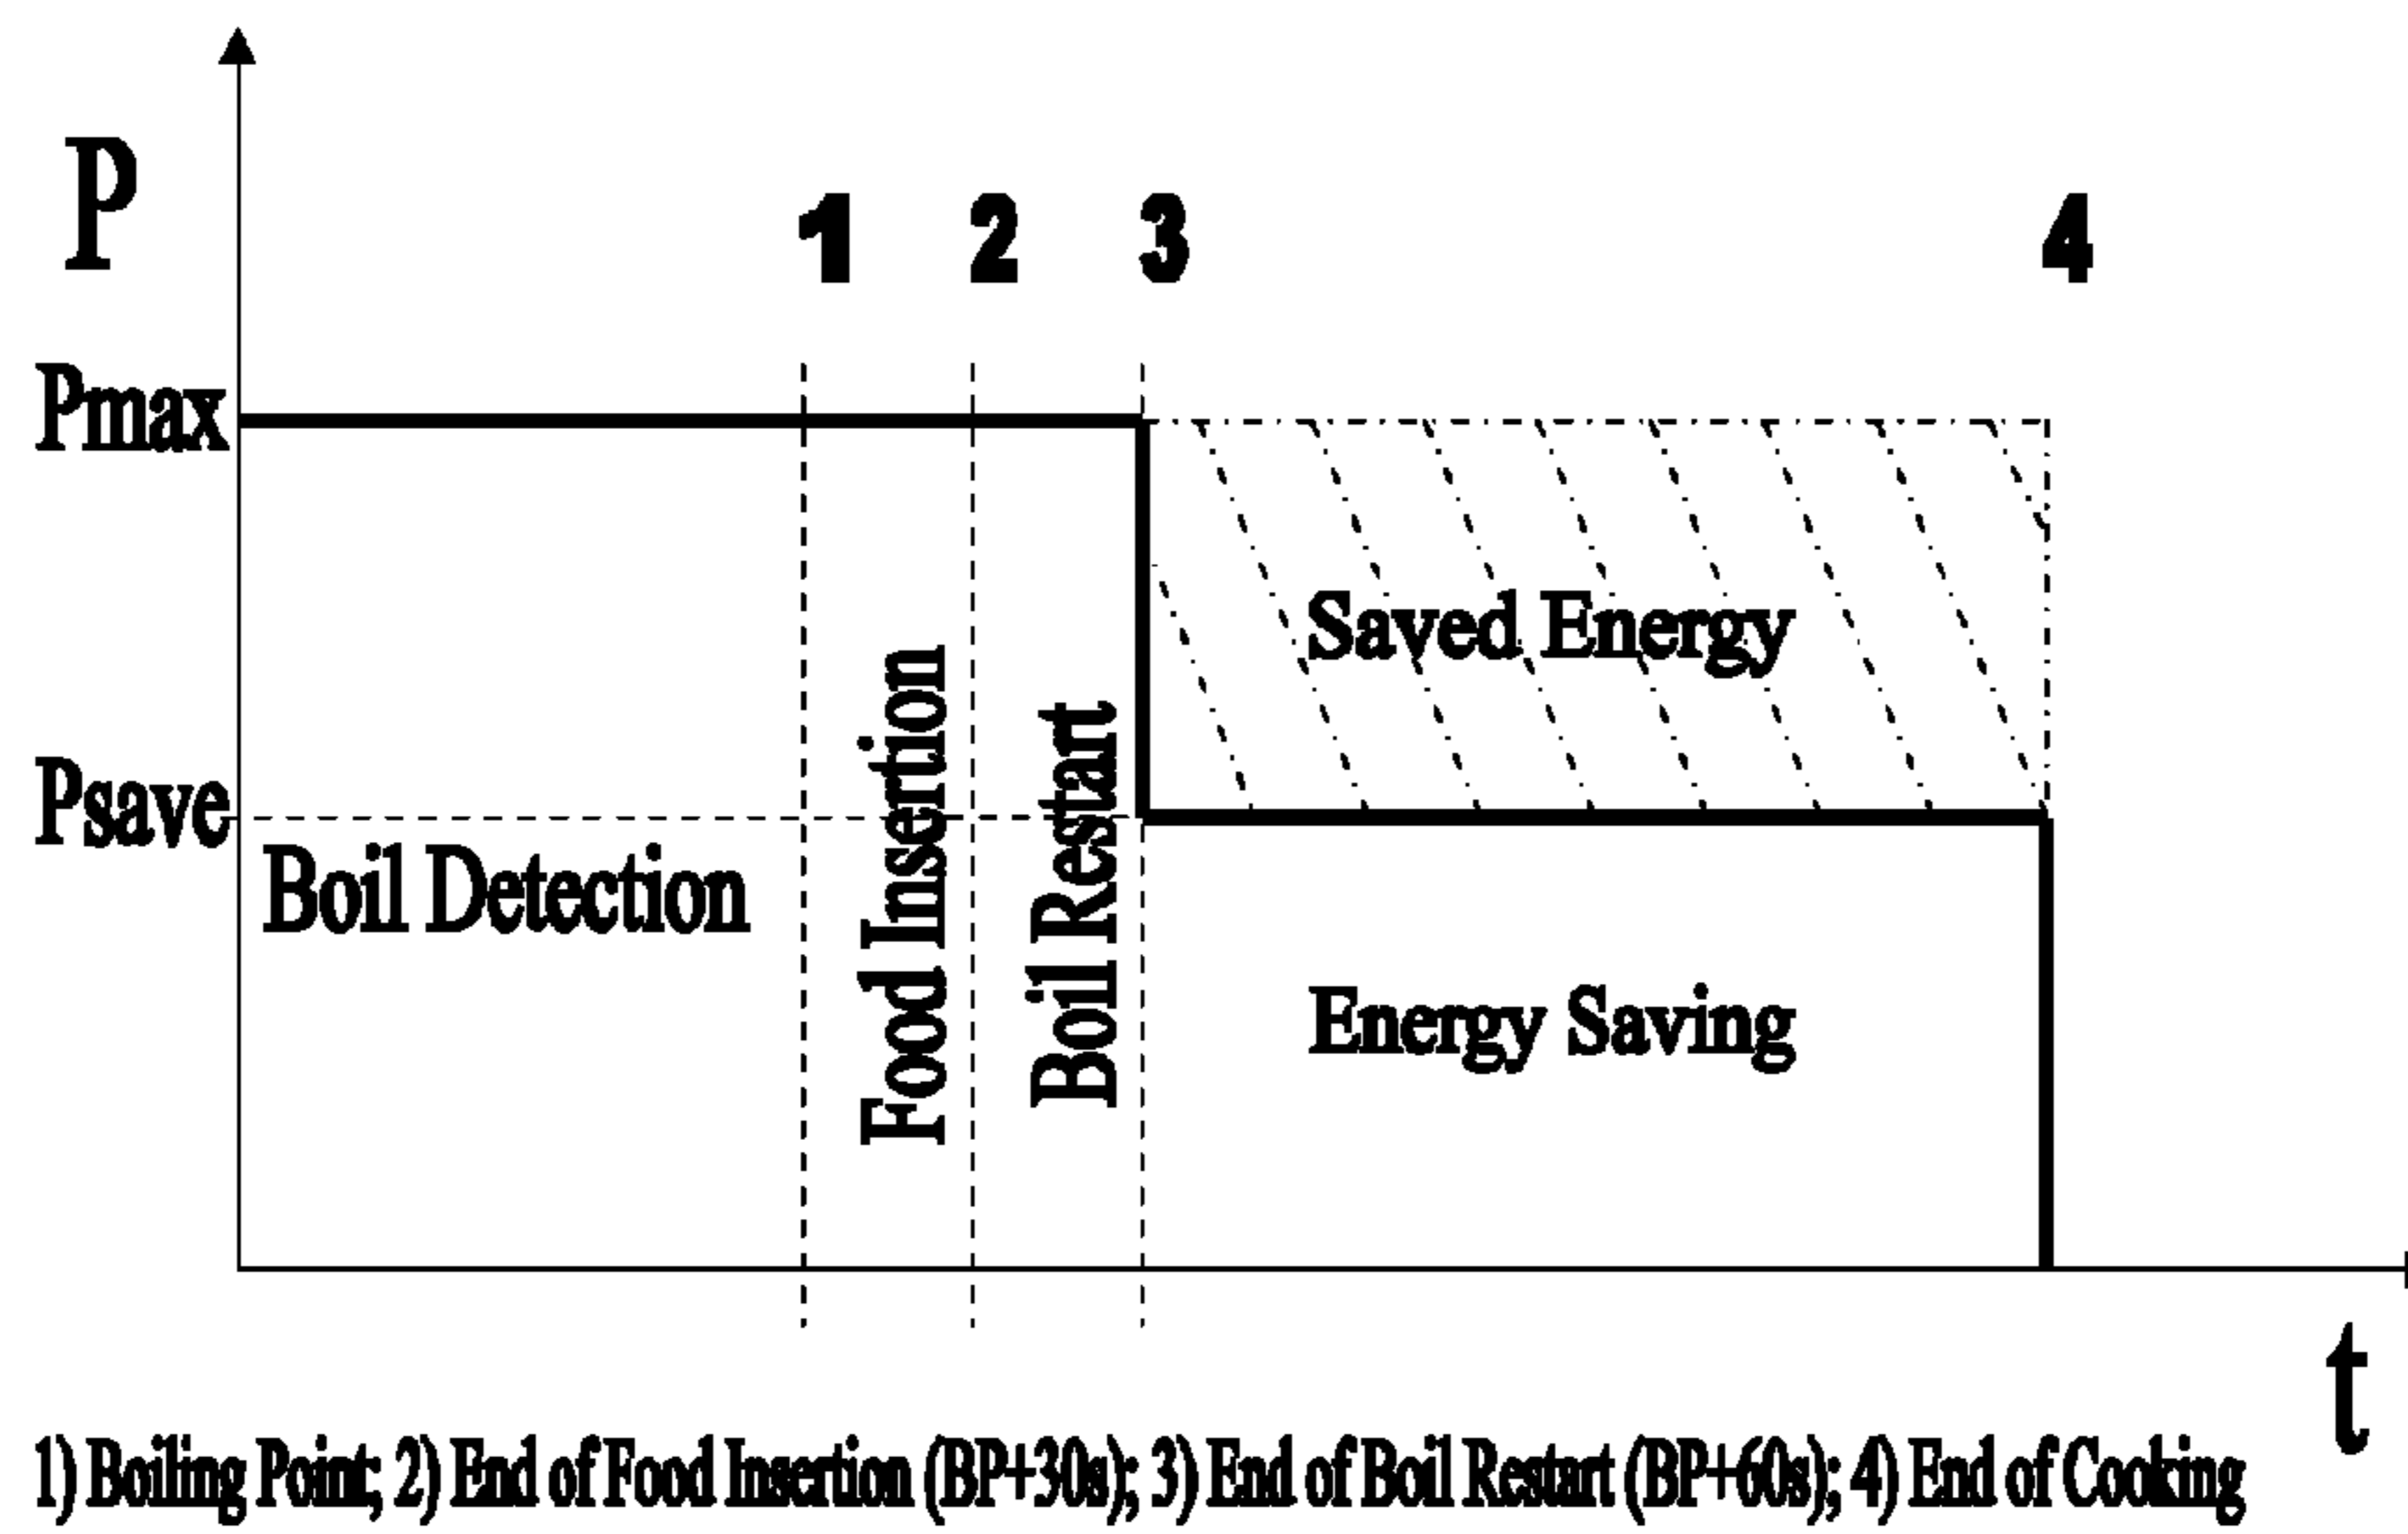 P
1 2 3 4
Pmax
Saved Energy
Psave
Boil Detection
Food Insertion
Boil Restart
Energy Saving
t
1) Boiling Point; 2) End of Food Insertion (BP+30s); 3) End of Boil Restart (BP+60s); 4) End of Cooking